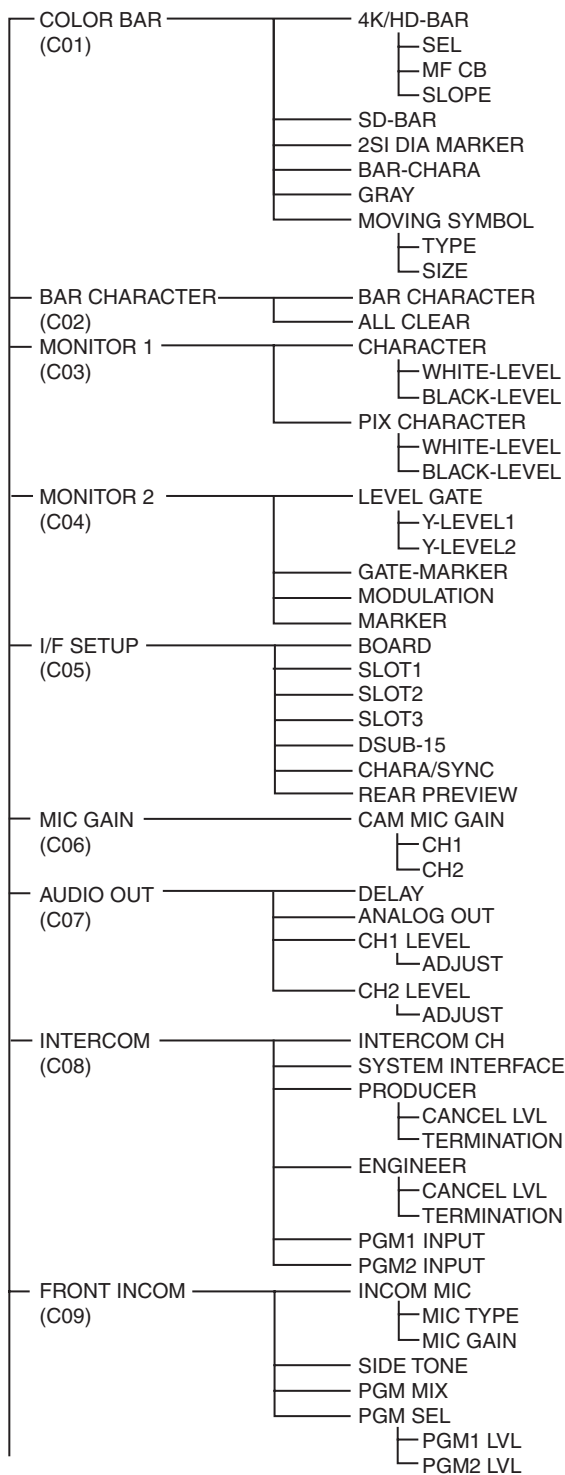 COLOR BAR 4K/HD-BAR
(C01) SEL
MF CB
SLOPE
SD-BAR
2SI DIA MARKER
BAR-CHARA
GRAY
MOVING SYMBOL
TYPE
SIZE
BAR CHARACTER BAR CHARACTER
(C02) ALL CLEAR
MONITOR 1 CHARACTER
(C03) WHITE-LEVEL
BLACK-LEVEL
PIX CHARACTER
WHITE-LEVEL
BLACK-LEVEL
MONITOR 2 LEVEL GATE
(C04) Y-LEVEL1
Y-LEVEL2
GATE-MARKER
MODULATION
MARKER
I/F SETUP BOARD
(C05) SLOT1
SLOT2
SLOT3
DSUB-15
CHARA/SYNC
REAR PREVIEW
MIC GAIN CAM MIC GAIN
(C06) CH1
CH2
AUDIO OUT DELAY
(C07) ANALOG OUT
CH1 LEVEL
ADJUST
CH2 LEVEL
ADJUST
INTERCOM INTERCOM CH
(C08) SYSTEM INTERFACE
PRODUCER
CANCEL LVL
TERMINATION
ENGINEER
CANCEL LVL
TERMINATION
PGM1 INPUT
PGM2 INPUT
FRONT INCOM INCOM MIC
(C09) MIC TYPE
MIC GAIN
SIDE TONE
PGM MIX
PGM SEL
PGM1 LVL
PGM2 LVL